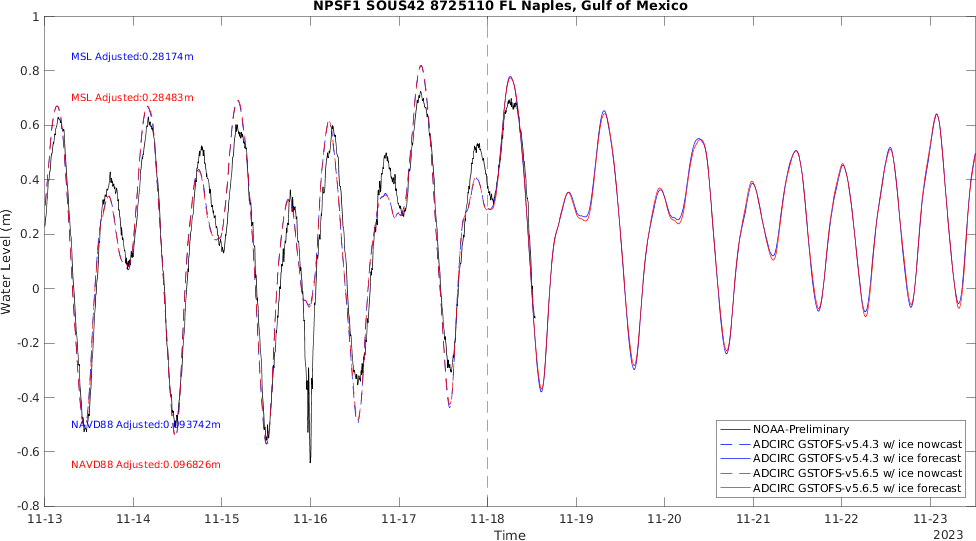 NPSF1 SOUS42 8725110 FL Naples, Gulf of Mexico
1
0.8
0.6
0.4
0.2
0
-0.2
-0.4
-0.6
-0.8
Water Level (m)
MSL Adjusted:0.28174m
MSL Adjusted:0.28483m
NAVD88 Adjusted:0.093742m
NAVD88 Adjusted:0.096826m
NOAA-Preliminary
ADCIRC GSTOFS-v5.4.3 w/ ice nowcast
ADCIRC GSTOFS-v5.4.3 w/ ice forecast
ADCIRC GSTOFS-v5.6.5 w/ ice nowcast
ADCIRC GSTOFS-v5.6.5 w/ ice forecast
11-13 11-14 11-15 11-16 11-17 11-18 11-19 11-20 11-21 11-22 11-23
Time
2023